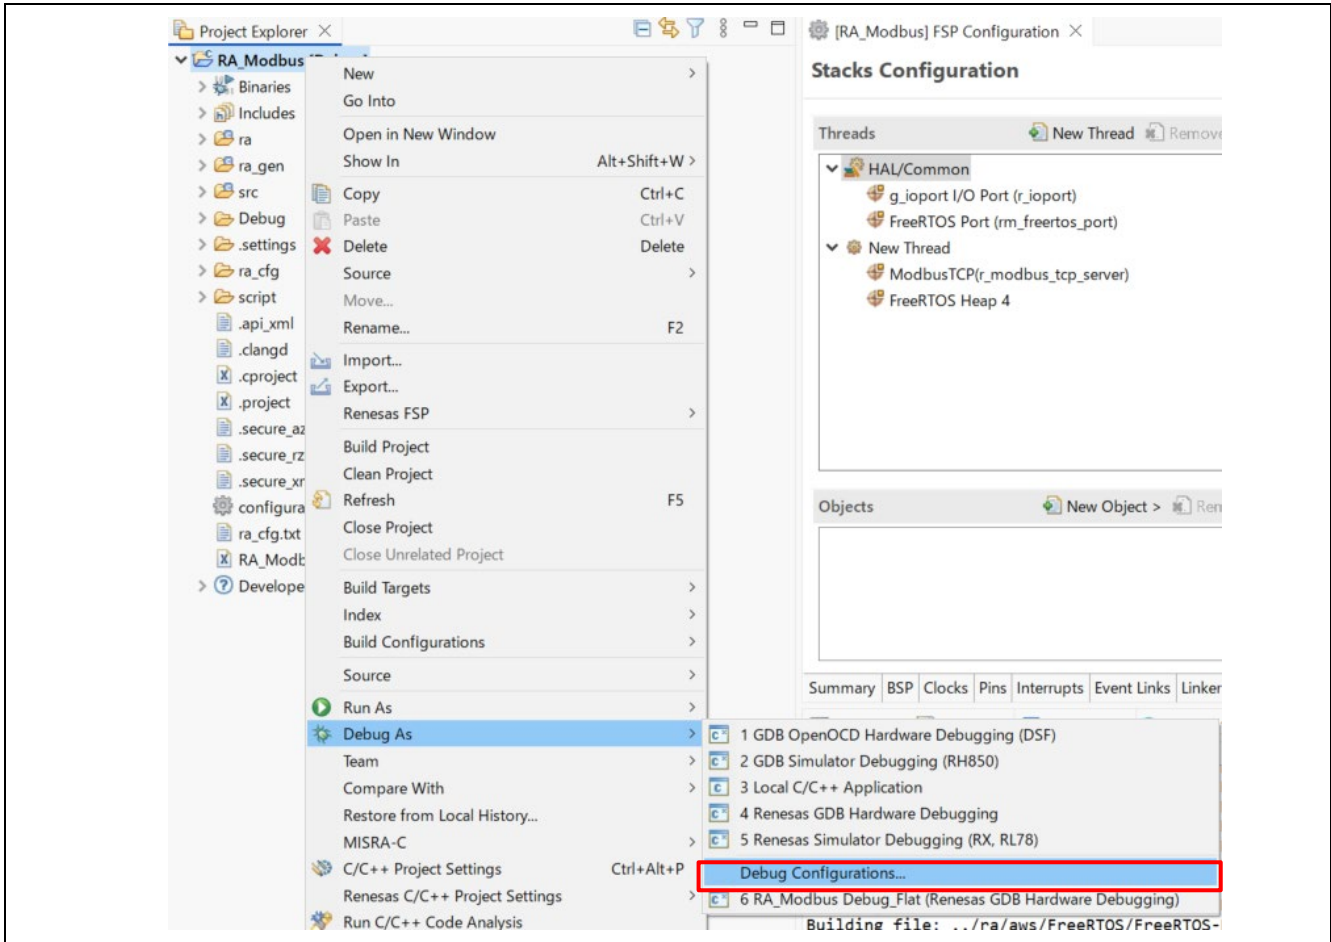 Project Explorer
RA_Modbus
Binaries
Includes
ra
ra_gen
src
Debug
.settings
ra_cfg
script
.api_xml
.clangd
.cproject
.project
.secure_az
.secure_rz
.secure_xr
configura
ra_cfg.txt
RA_Modb
Develope
New
Go Into
Open in New Window
Show In Alt+Shift+W >
Copy Ctrl+C
Paste Ctrl+V
Delete Delete
Source
Move...
Rename... F2
Import...
Export...
Renesas FSP
Build Project
Clean Project
Refresh F5
Close Project
Close Unrelated Project
Build Targets
Index
Build Configurations
Source
Run As
Debug As
Team
Compare With
Restore from Local History...
MISRA-C
C/C++ Project Settings Ctrl+Alt+P
Renesas C/C++ Project Settings
Run C/C++ Code Analysis
1 GDB OpenOCD Hardware Debugging (DSF)
2 GDB Simulator Debugging (RH850)
3 Local C/C++ Application
4 Renesas GDB Hardware Debugging
5 Renesas Simulator Debugging (RX, RL78)
Debug Configurations...
6 RA_Modbus Debug_Flat (Renesas GDB Hardware Debugging)
[RA_Modbus] FSP Configuration
Stacks Configuration
Threads New Thread Remove
HAL/Common
g_ioport I/O Port (r_ioport)
FreeRTOS Port (rm_freertos_port)
New Thread
ModbusTCP(r_modbus_tcp_server)
FreeRTOS Heap 4
Objects New Object > Rem
Summary BSP Clocks Pins Interrupts Event Links Linker
Building file: ../ra/aws/FreeRTOS/FreeRTOS-